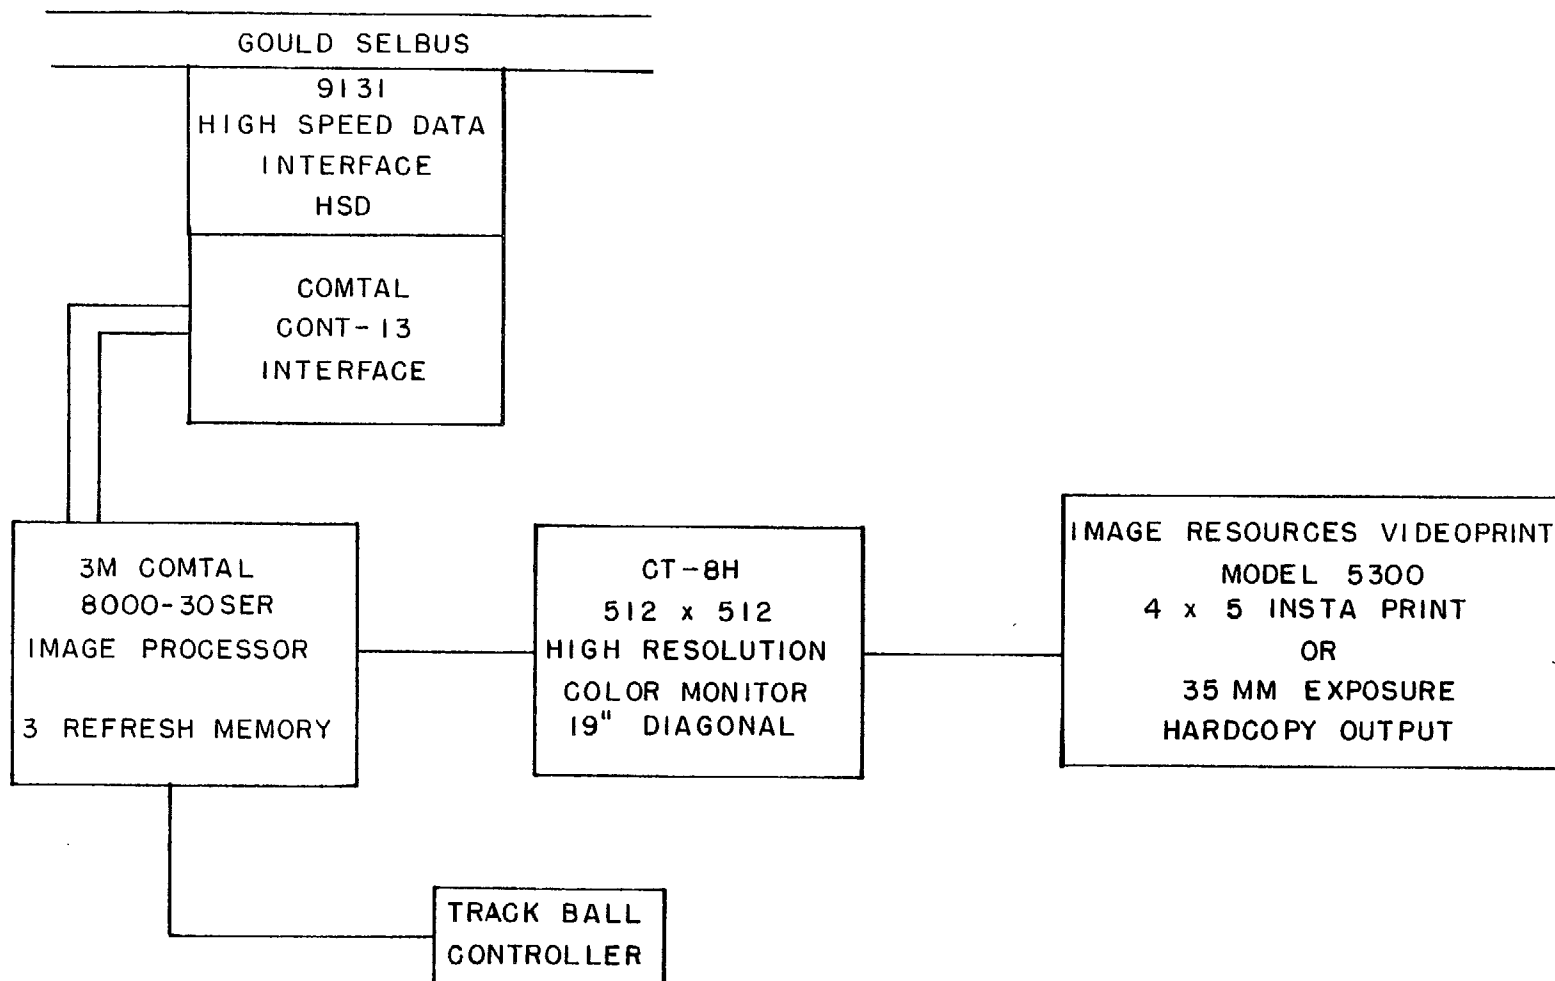 GOULD SELBUS
9131
HIGH SPEED DATA
INTERFACE
HSD
COMTAL
CONT-13
INTERFACE
3M COMTAL
8000-30SER
IMAGE PROCESSOR
3 REFRESH MEMORY
CT-8H
512 x 512
HIGH RESOLUTION
COLOR MONITOR
19" DIAGONAL
IMAGE RESOURCES VIDEOPRINT
MODEL 5300
4 x 5 INSTA PRINT
OR
35 MM EXPOSURE
HARDCOPY OUTPUT
TRACK BALL
CONTROLLER